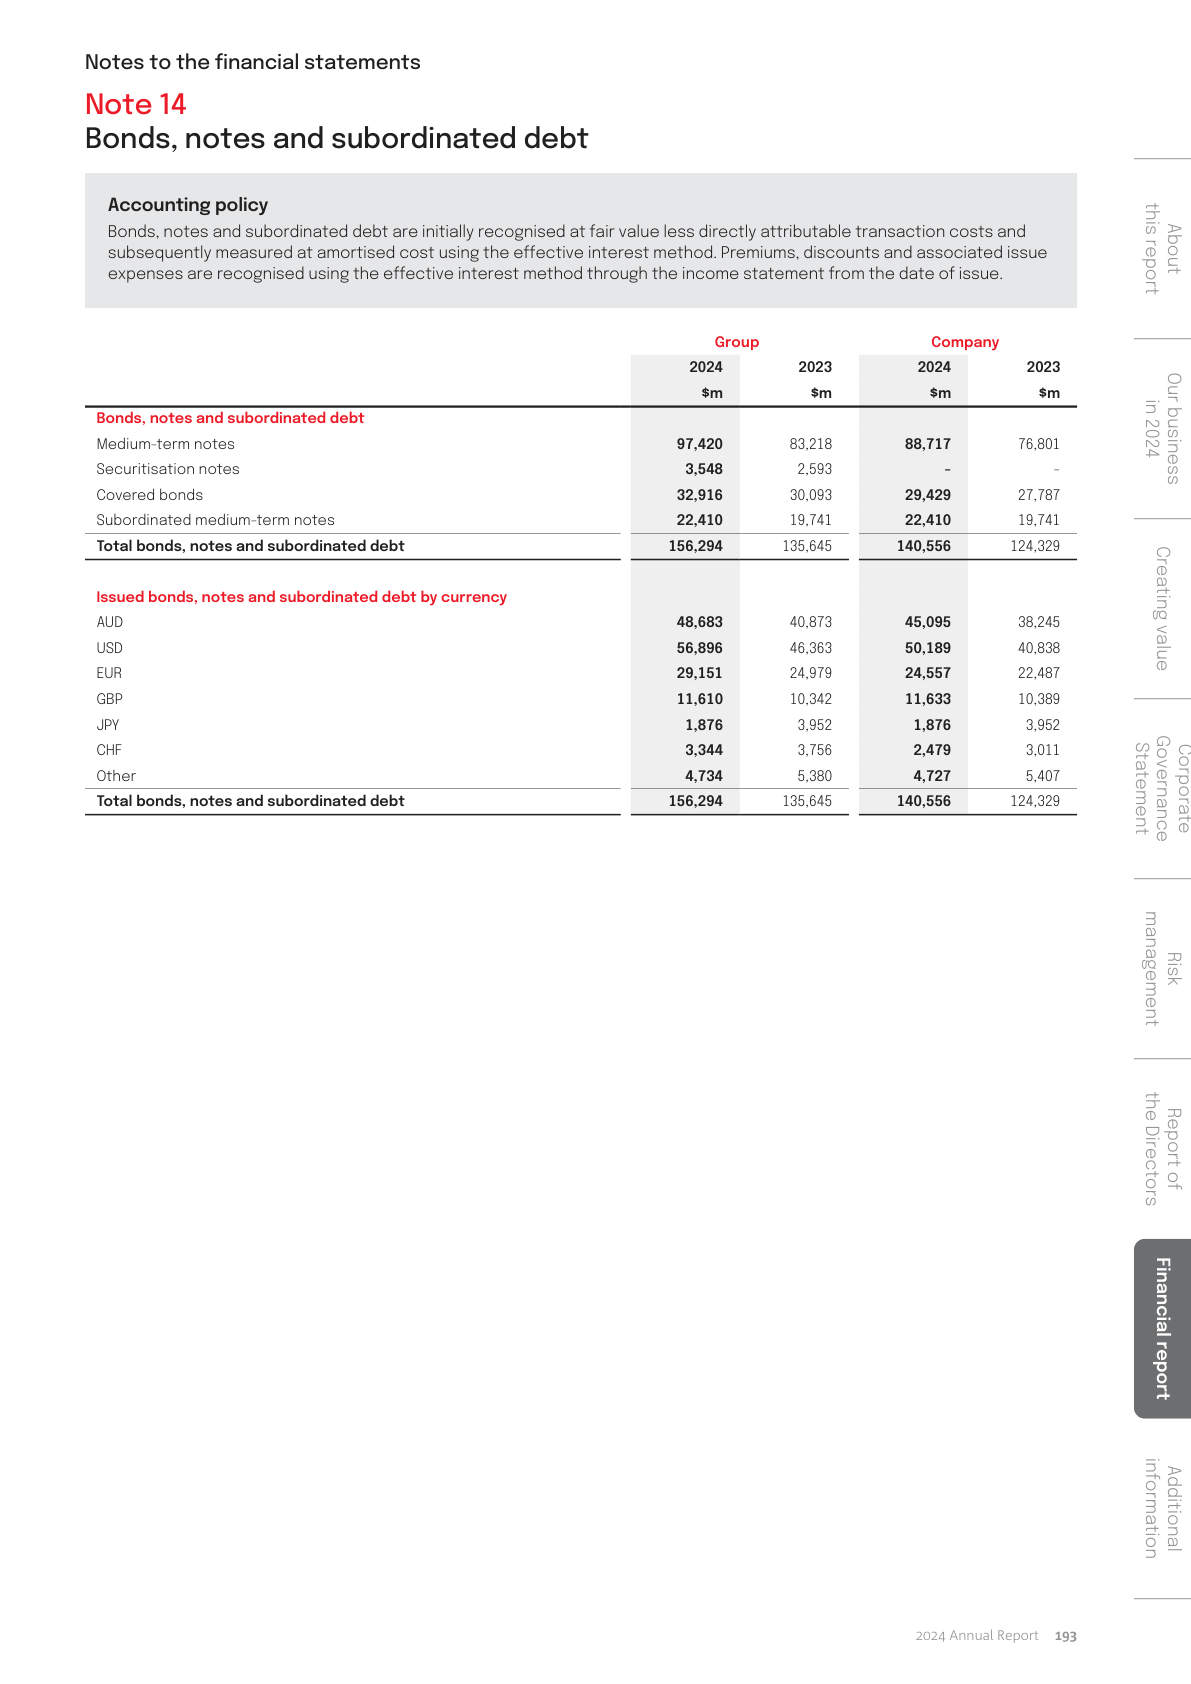 Notes to the financial statements
Note 14
Bonds, notes and subordinated debt
Accounting policy
Bonds, notes and subordinated debt are initially recognised at fair value less directly attributable transaction costs and
subsequently measured at amortised cost using the effective interest method. Premiums, discounts and associated issue
expenses are recognised using the effective interest method through the income statement from the date of issue.
Group Company
2024 2023 2024 2023
$m $m $m $m
Bonds, notes and subordinated debt
Medium-term notes 97,420 83,218 88,717 76,801
Securitisation notes 3,548 2,593 – –
Covered bonds 32,916 30,093 29,429 27,787
Subordinated medium-term notes 22,410 19,741 22,410 19,741
Total bonds, notes and subordinated debt 156,294 135,645 140,556 124,329
Issued bonds, notes and subordinated debt by currency
AUD 48,683 40,873 45,095 38,245
USD 56,896 46,363 50,189 40,838
EUR 29,151 24,979 24,557 22,487
GBP 11,610 10,342 11,633 10,389
JPY 1,876 3,952 1,876 3,952
CHF 3,344 3,756 2,479 3,011
Other 4,734 5,380 4,727 5,407
Total bonds, notes and subordinated debt 156,294 135,645 140,556 124,329
About
this report
Our business
in 2024
Creating value
Corporate
Governance
Statement
Risk
management
Report of
the Directors
Financial report
Additional
information
2024 Annual Report 193